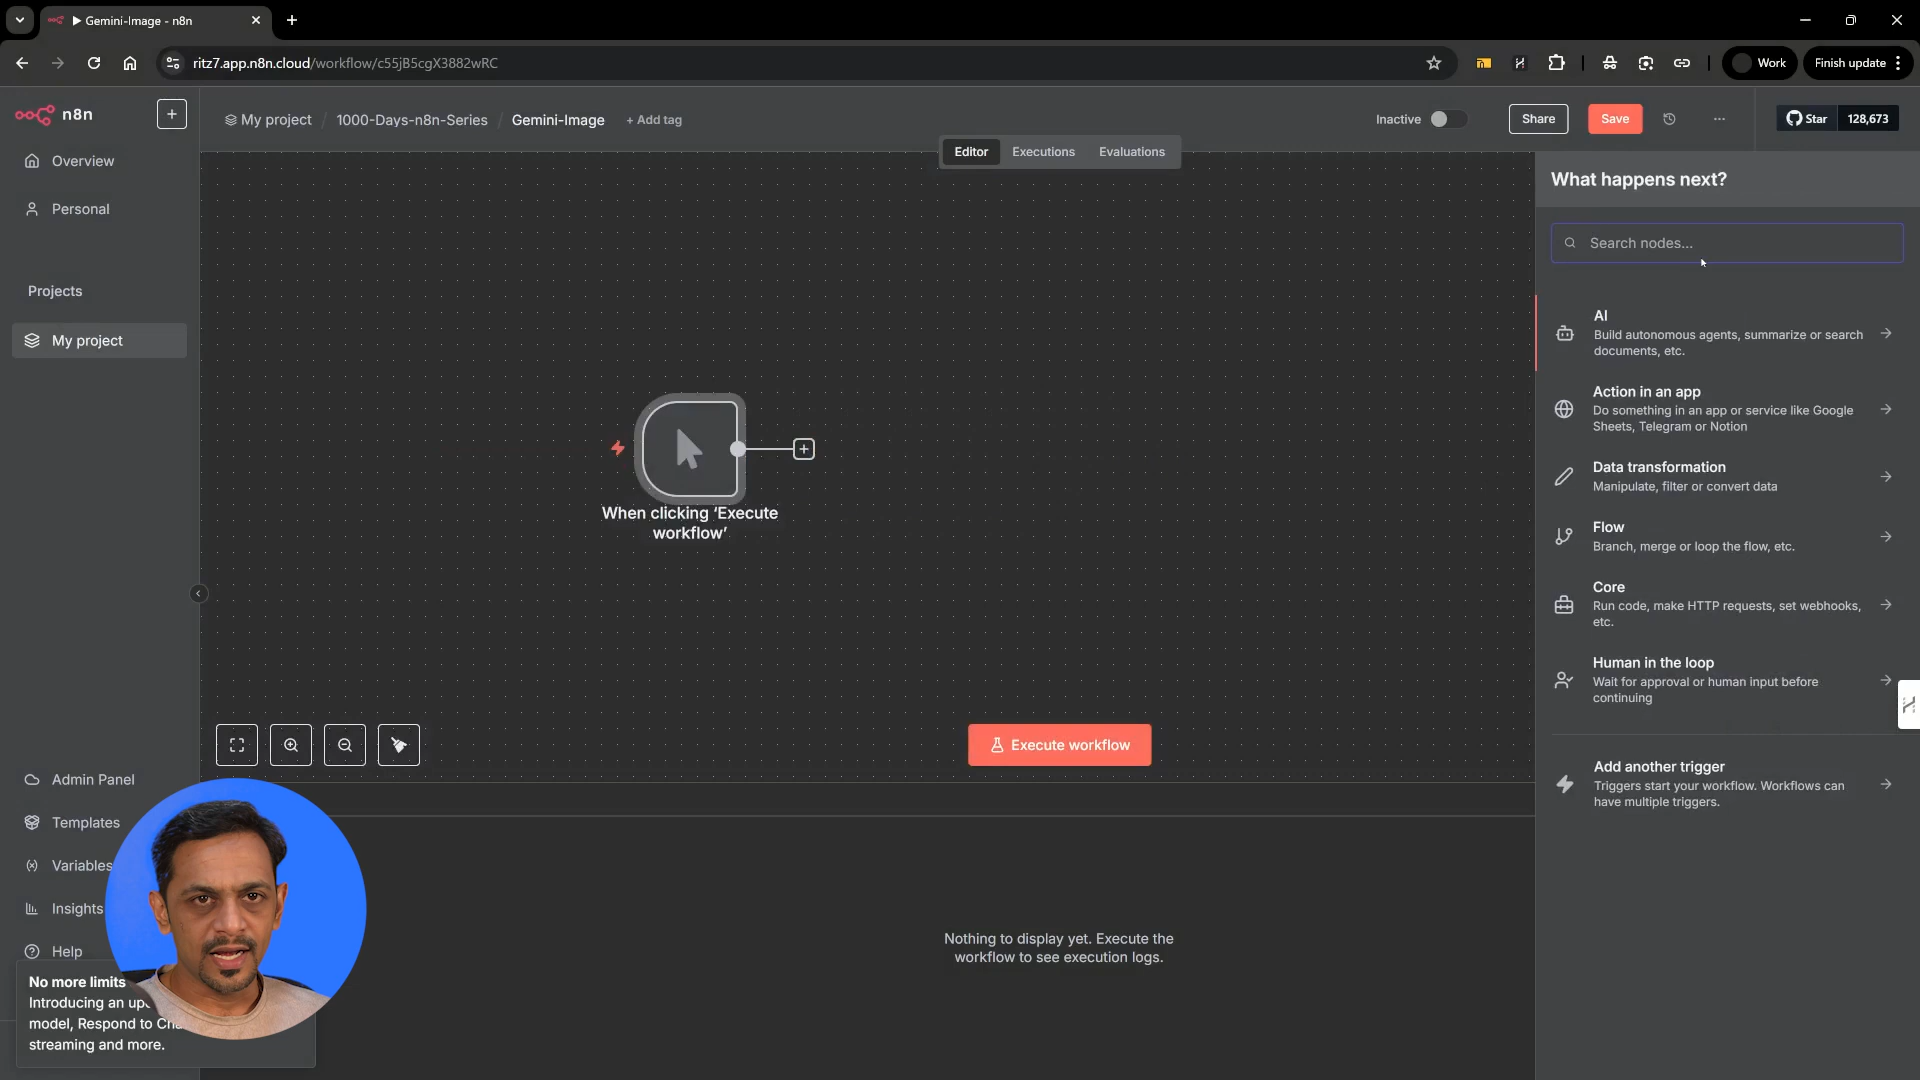 Gemini-Image - n8n
ritz7.app.n8n.cloud/workflow/c55jB5cgX3882wRC
Work
Finish update
n8n
My project / 1000-Days-n8n-Series / Gemini-Image + Add tag
Inactive
Share
Save
Star 128,673
Editor Executions Evaluations
Overview
Personal
Projects
My project
Admin Panel
Templates
Variables
Insights
Help
No more limits
Introducing an
model, Respond to
streaming and more.
When clicking ‘Execute
workflow’
Execute workflow
Nothing to display yet. Execute the
workflow to see execution logs.
What happens next?
Search nodes...
AI
Build autonomous agents, summarize or search
documents, etc.
Action in an app
Do something in an app or service like Google
Sheets, Telegram or Notion
Data transformation
Manipulate, filter or convert data
Flow
Branch, merge or loop the flow, etc.
Core
Run code, make HTTP requests, set webhooks,
etc.
Human in the loop
Wait for approval or human input before
continuing
Add another trigger
Triggers start your workflow. Workflows can
have multiple triggers.